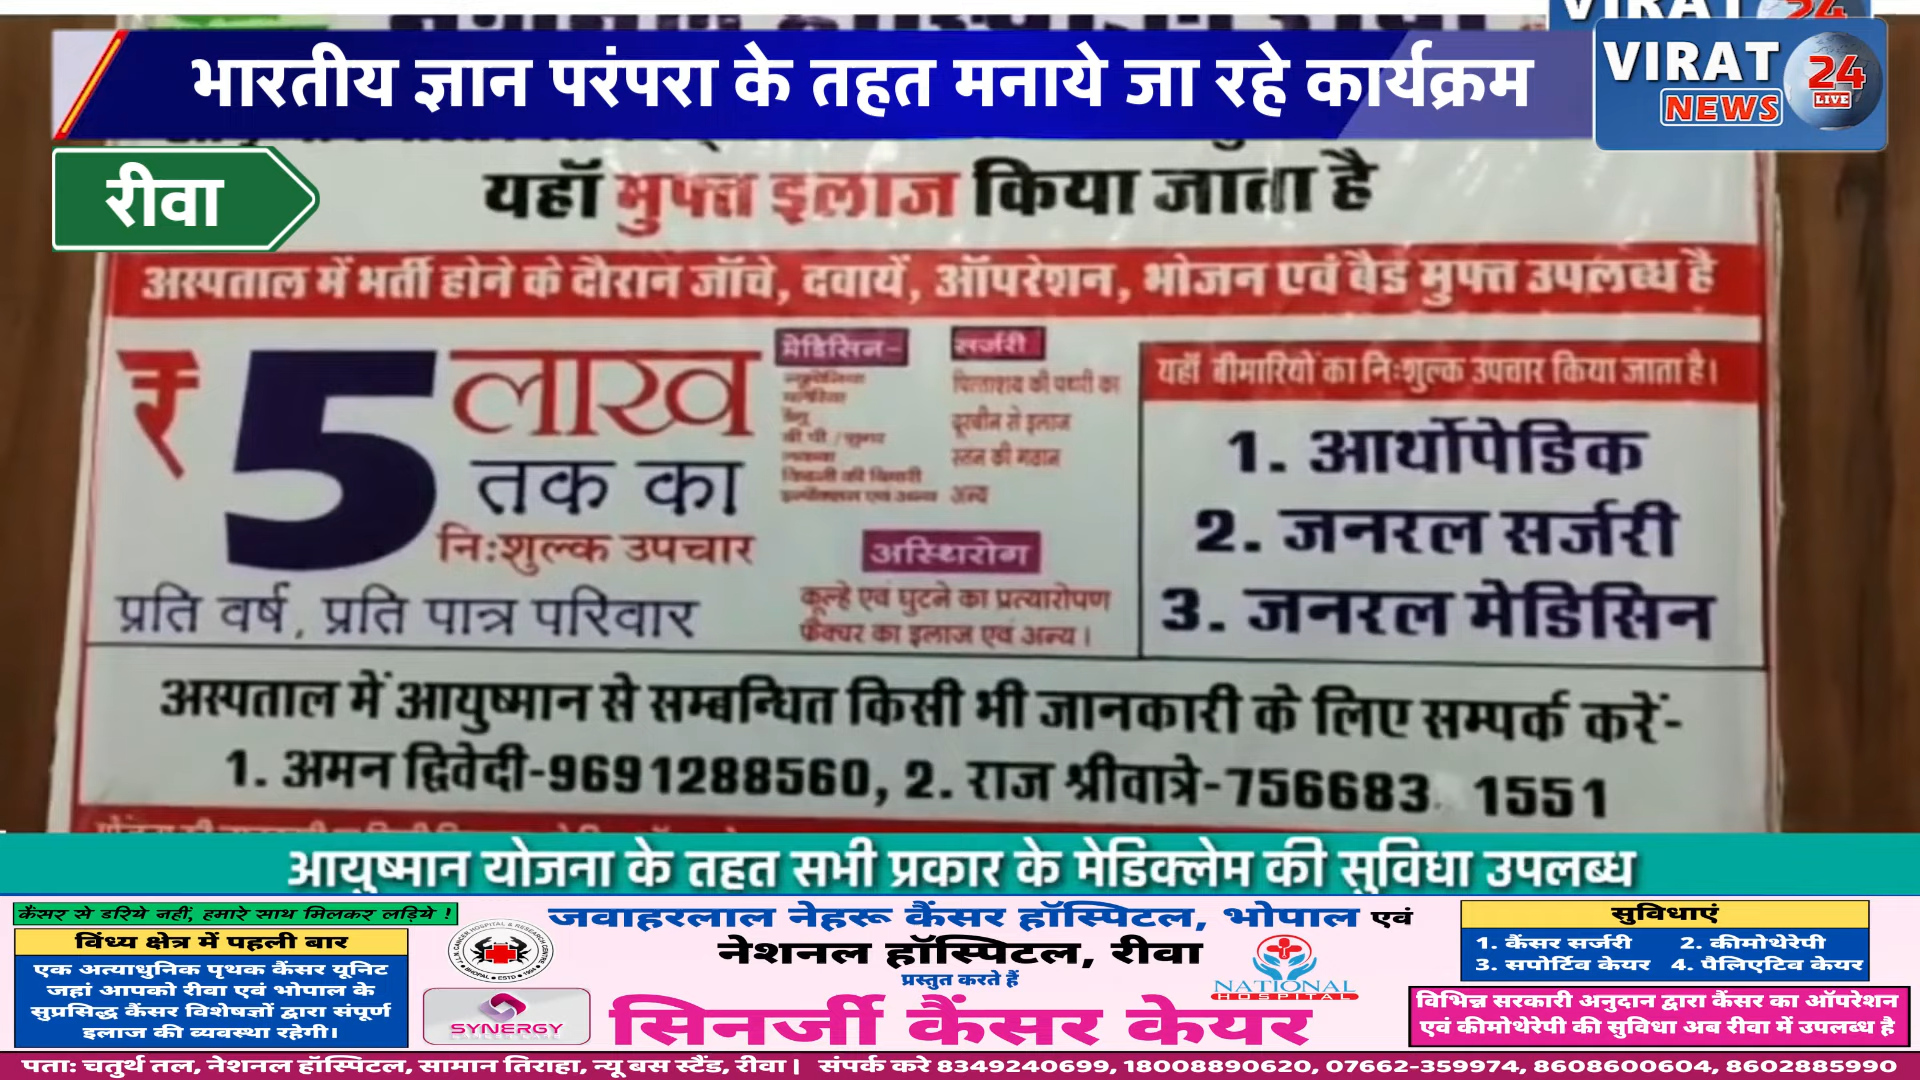 VIRAT 24
भारतीय ज्ञान परंपरा के तहत मनाये जा रहे कार्यक्रम
VIRAT
NEWS
24
LIVE
रीवा
यहाँ मुफ्त इलाज किया जाता है
अस्पताल में भर्ती होने के दौरान जाँचे, दवायें, ऑपरेशन, भोजन एवं बैड मुफ्त उपलब्ध है
₹ 5 लाख
तक का
निःशुल्क उपचार
प्रति वर्ष, प्रति पात्र परिवार
मेडिसिन-
बी पी / सुगर
सर्जरी
पित्ताशय की पथरी का
दूरबीन से इलाज
स्तन की गठान
अन्य
अस्थिरोग
कूल्हे एवं घुटने का प्रत्यारोपण
फ्रैक्चर का इलाज एवं अन्य।
यहाँ बीमारियों का निःशुल्क उपचार किया जाता है।
1. आर्थोपेडिक
2. जनरल सर्जरी
3. जनरल मेडिसिन
अस्पताल में आयुष्मान से सम्बन्धित किसी भी जानकारी के लिए सम्पर्क करें-
1. अमन द्विवेदी-9691288560, 2. राज श्रीवात्रे-756683 1551
आयुष्मान योजना के तहत सभी प्रकार के मेडिक्लेम की सुविधा उपलब्ध
कैंसर से डरिये नहीं, हमारे साथ मिलकर लड़िये !
विंध्य क्षेत्र में पहली बार
एक अत्याधुनिक पृथक कैंसर यूनिट
जहां आपको रीवा एवं भोपाल के
सुप्रसिद्ध कैंसर विशेषज्ञों द्वारा संपूर्ण
इलाज की व्यवस्था रहेगी।
SYNERGY
जवाहरलाल नेहरू कैंसर हॉस्पिटल, भोपाल एवं
नेशनल हॉस्पिटल, रीवा
प्रस्तुत करते हैं
सिनर्जी कैंसर केयर
NATIONAL
HOSPITAL
सुविधाएं
1. कैंसर सर्जरी 2. कीमोथेरेपी
3. सपोर्टिव केयर 4. पैलिएटिव केयर
विभिन्न सरकारी अनुदान द्वारा कैंसर का ऑपरेशन
एवं कीमोथेरेपी की सुविधा अब रीवा में उपलब्ध है
पता: चतुर्थ तल, नेशनल हॉस्पिटल, सामान तिराहा, न्यू बस स्टैंड, रीवा | संपर्क करे 8349240699, 18008890620, 07662-359974, 8608600604, 8602885990